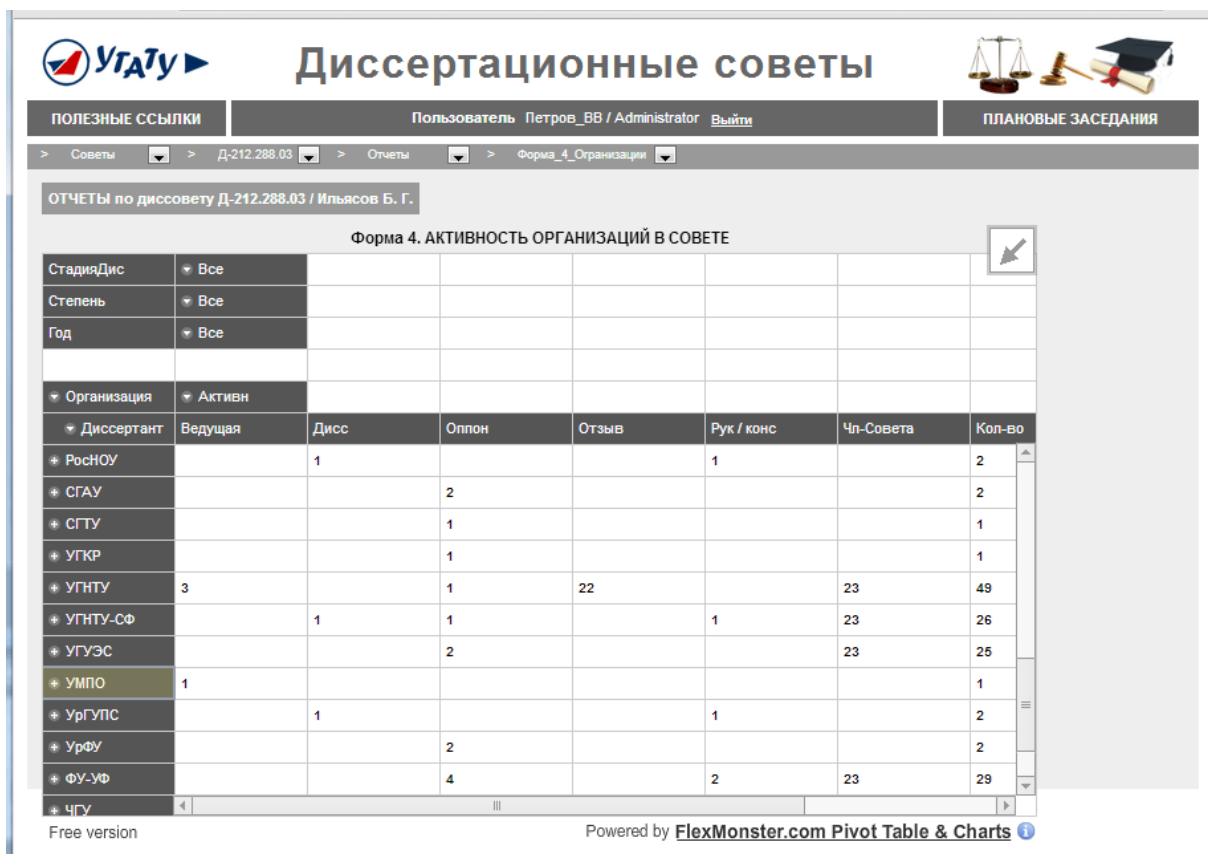 УГАТУ
Диссертационные советы
ПОЛЕЗНЫЕ ССЫЛКИ Пользователь Петров_ВВ / Administrator Выйти ПЛАНОВЫЕ ЗАСЕДАНИЯ
> Советы > Д-212.288.03 > Отчеты > Форма_4_Огранизации
ОТЧЕТЫ по диссовету Д-212.288.03 / Ильясов Б. Г.
Форма 4. АКТИВНОСТЬ ОРГАНИЗАЦИЙ В СОВЕТЕ
СтадияДис Все
Степень Все
Год Все
Организация Активн
Диссертант Ведущая Дисс Оппон Отзыв Рук / конс Чл-Совета Кол-во
РосНОУ 1 1 2
СГАУ 2 2
СГТУ 1 1
УГКР 1 1
УГНТУ 3 1 22 23 49
УГНТУ-СФ 1 1 1 23 26
УГУЭС 2 23 25
УМПО 1 1
УрГУПС 1 1 2
УрФУ 2 2
ФУ-УФ 4 2 23 29
ЧГУ
Free version Powered by FlexMonster.com Pivot Table & Charts